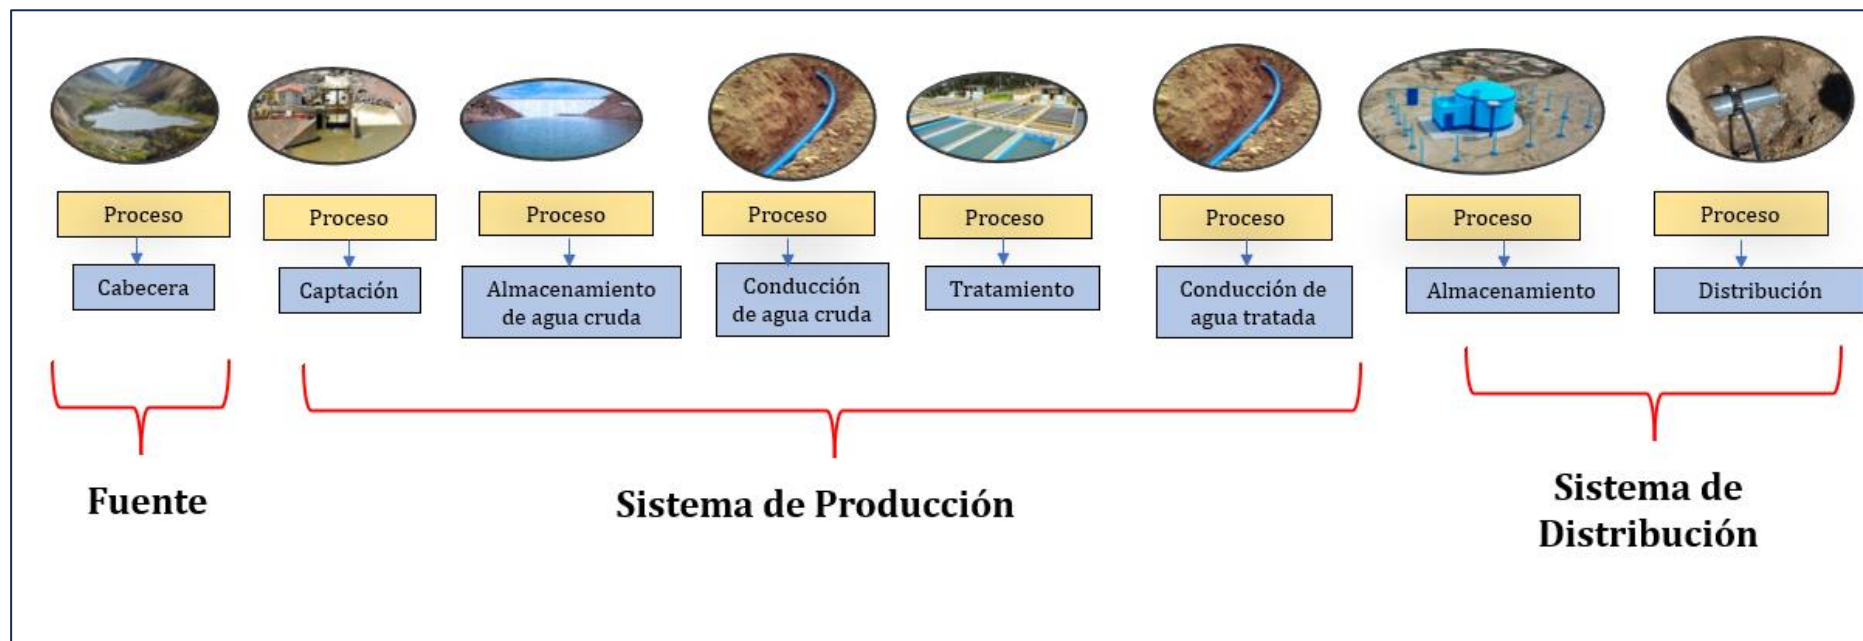 Proceso
Proceso
Proceso
Proceso
Proceso
Proceso
Proceso
Proceso
Cabecera
Captación
Almacenamiento
de agua cruda
Conducción
de agua cruda
Tratamiento
Conducción de
agua tratada
Almacenamiento
Distribución
Fuente
Sistema de Producción
Sistema de
Distribución